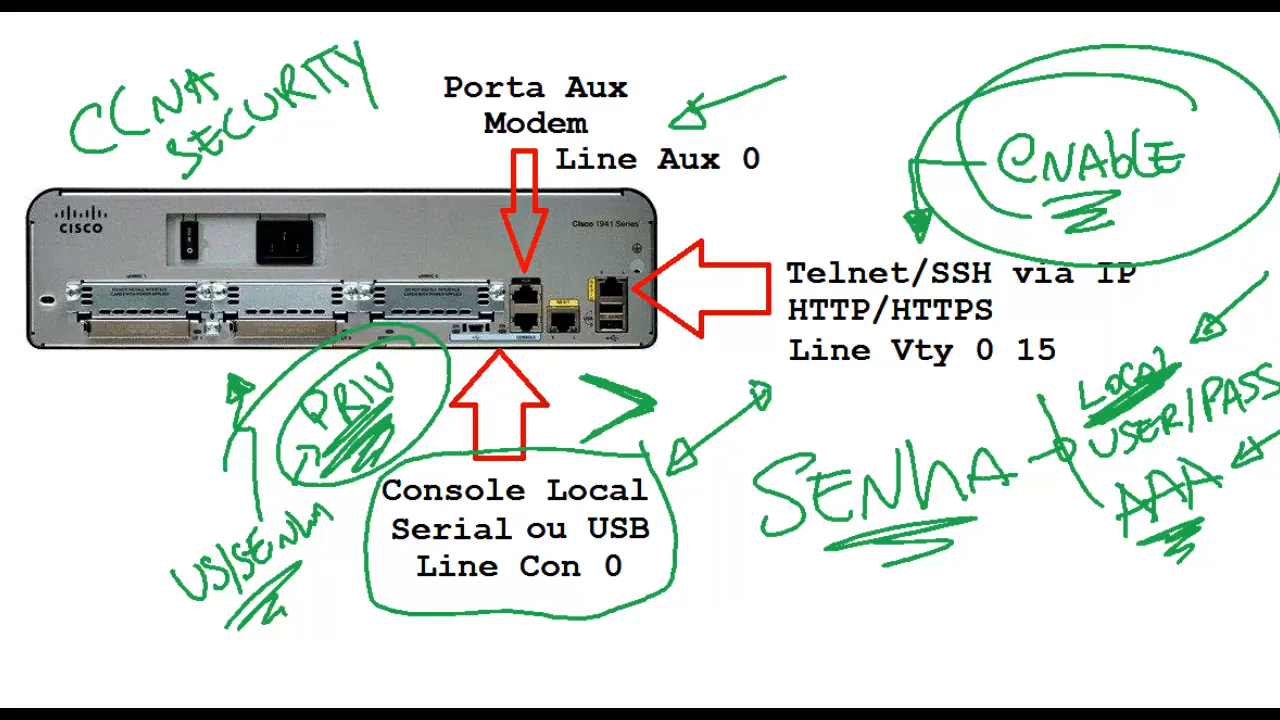 CCNA
SECURITY
Porta Aux
Modem
Line Aux 0
enAblE
CISCO
Cisco 1941 Series
Telnet/SSH via IP
HTTP/HTTPS
Line Vty 0 15
AUX
CONSOLE
PRIV
>
LOCAL
USER/PASS
SENhA
AAA
Console Local
Serial ou USB
Line Con 0
US/SENha